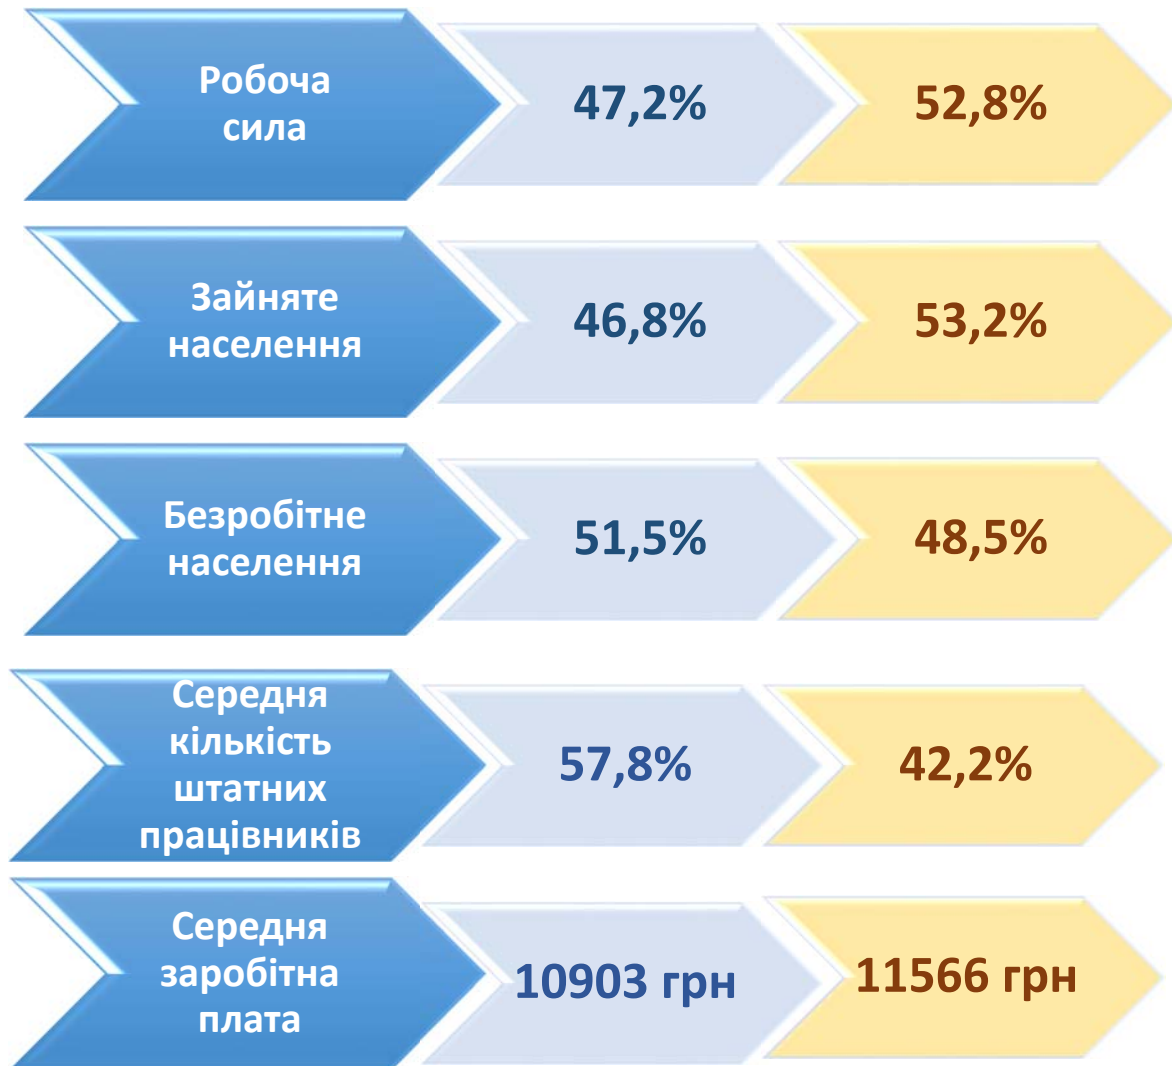 Робоча
сила
47,2%
52,8%
Зайняте
населення
46,8%
53,2%
Безробітне
населення
51,5%
48,5%
Середня
кількість
штатних
працівників
57,8%
42,2%
Середня
заробітна
плата
10903 грн
11566 грн